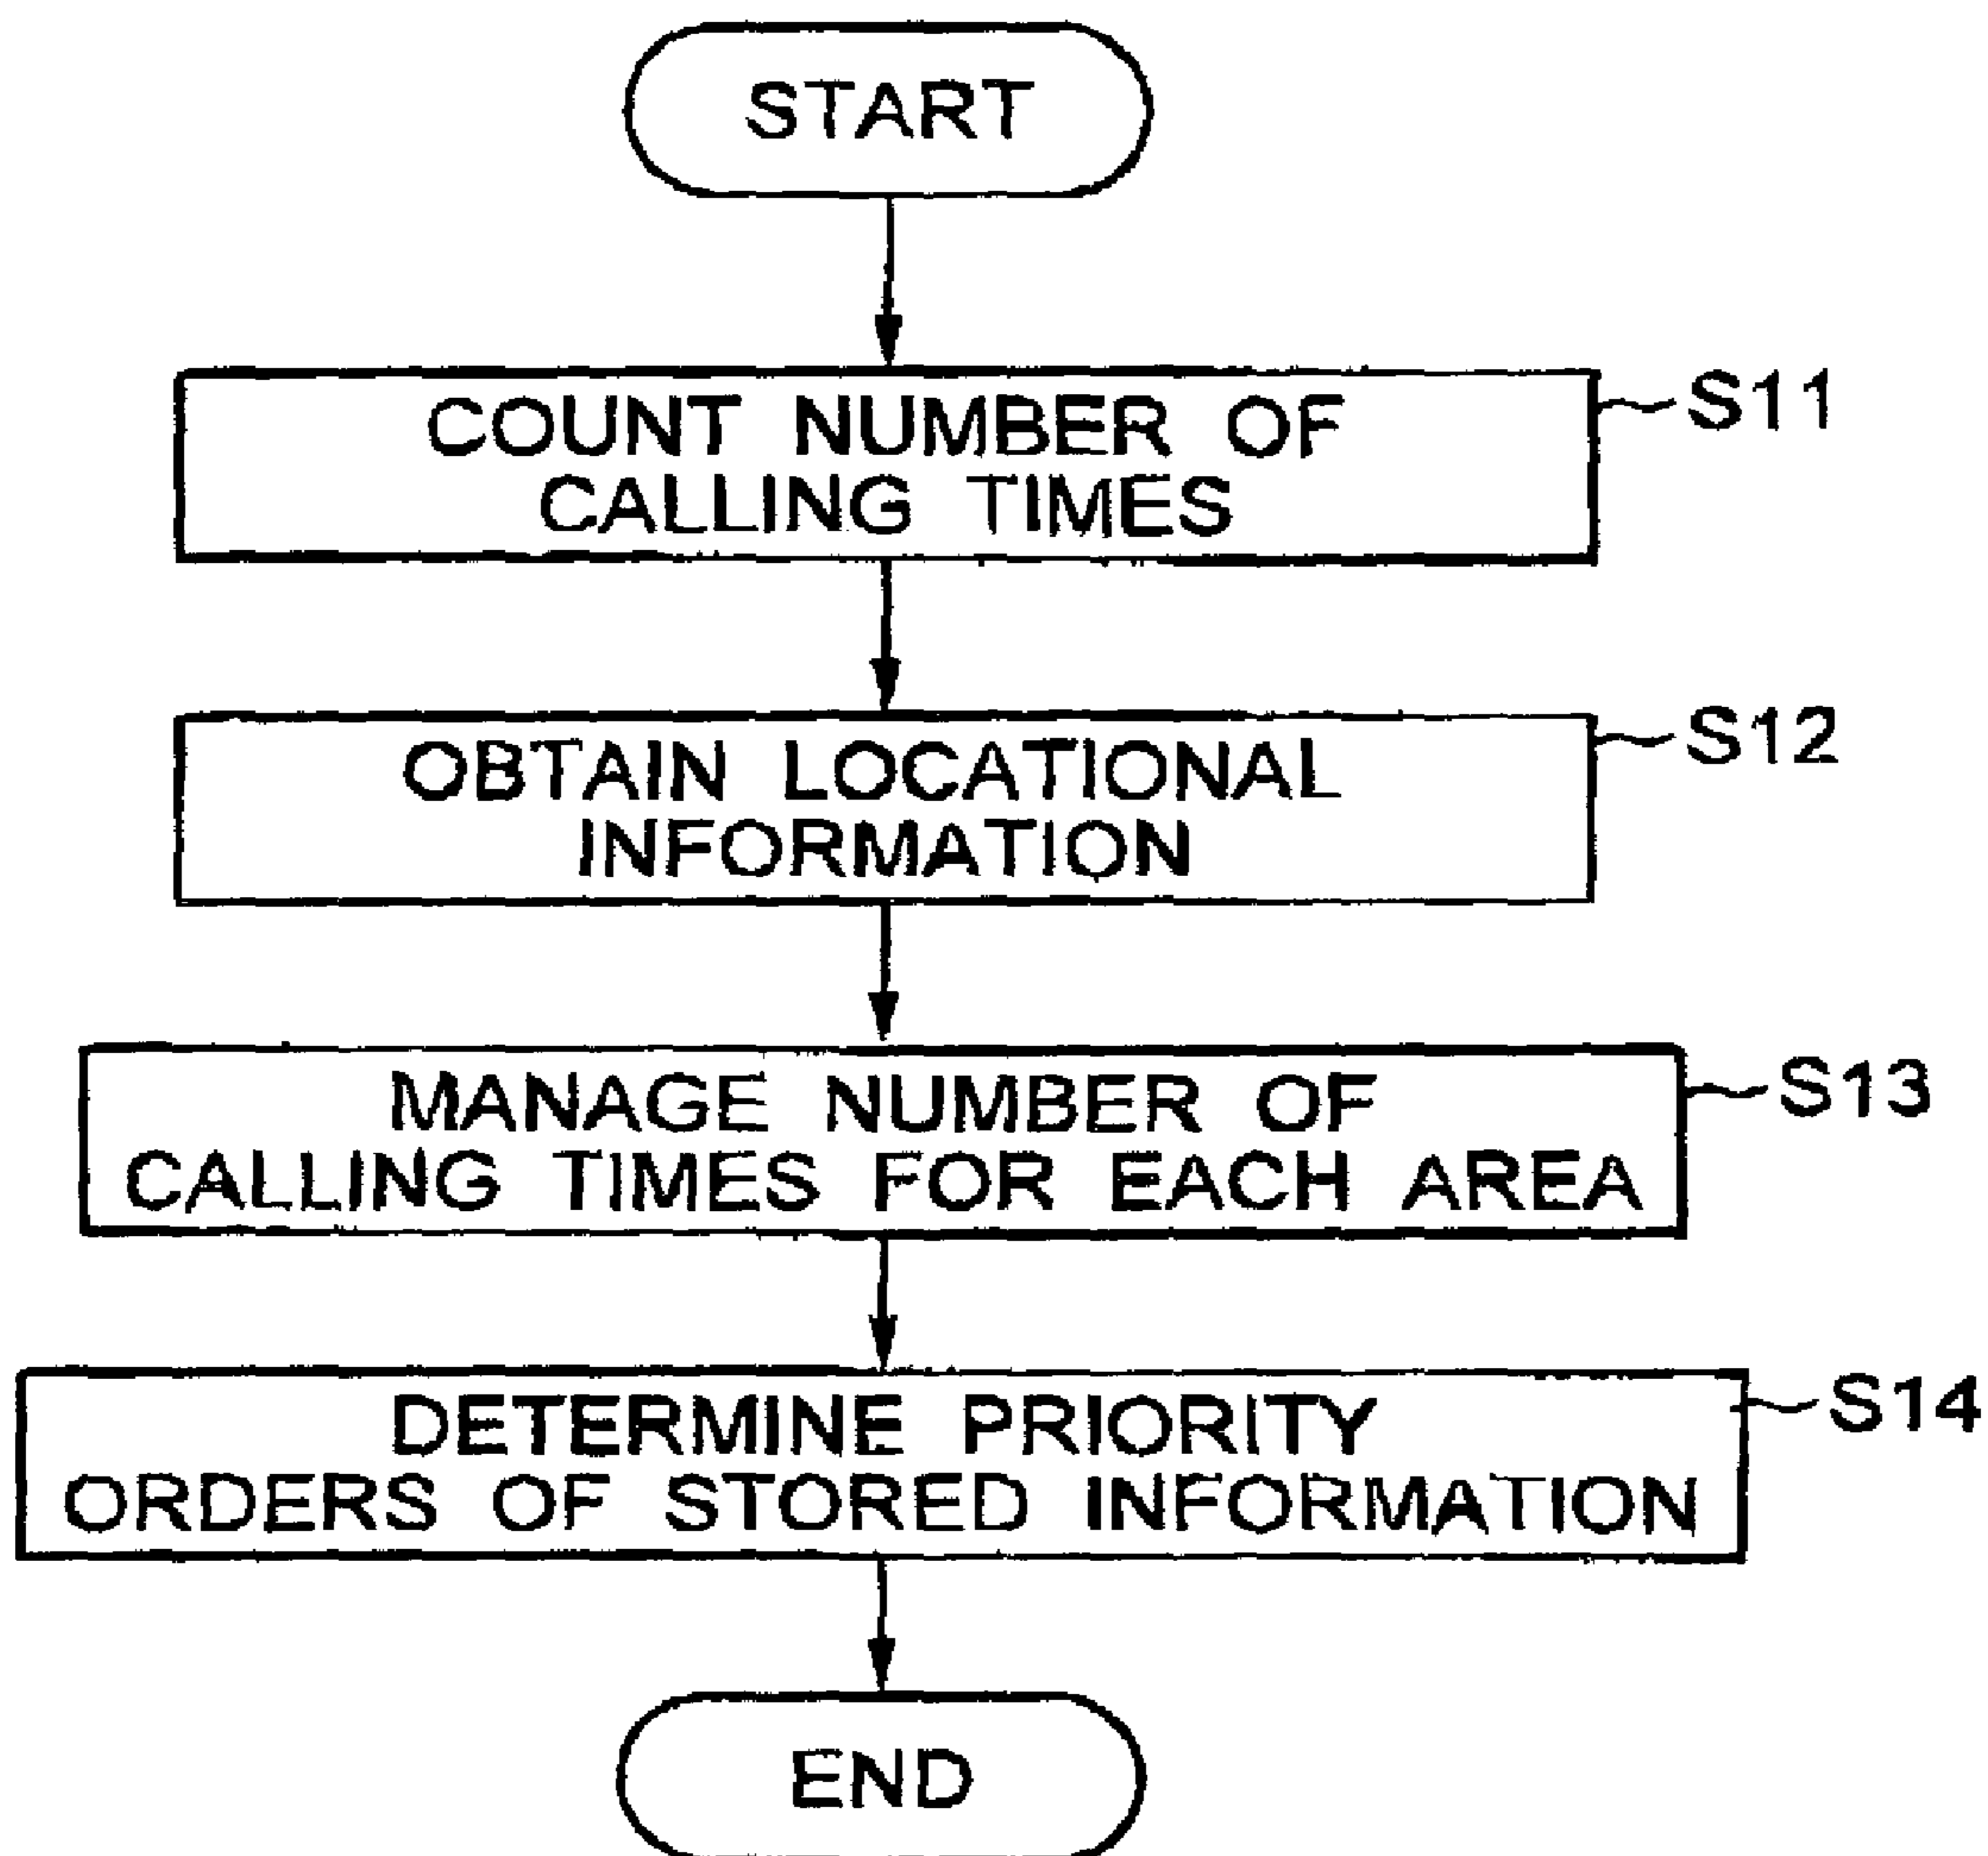 START
COUNT NUMBER OF
CALLING TIMES
S11
OBTAIN LOCATIONAL
INFORMATION
S12
MANAGE NUMBER OF
CALLING TIMES FOR EACH AREA
S13
DETERMINE PRIORITY
ORDERS OF STORED INFORMATION
S14
END